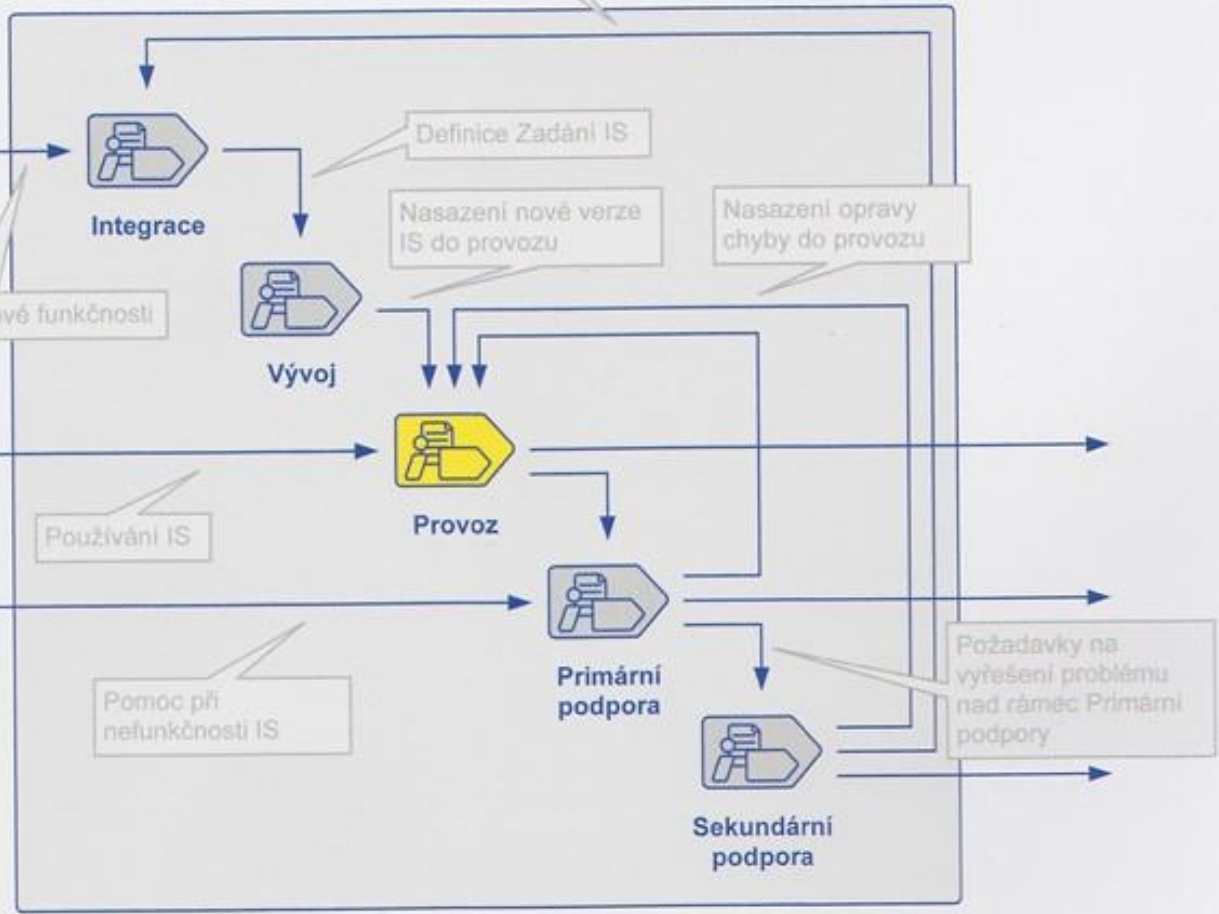 Definice Zadání IS
Integrace
Nasazení nové verze
IS do provozu
Nasazení opravy
chyby do provozu
funkčnosti
Vývoj
Používání IS
Provoz
Pomoc při
nefunkčnosti IS
Primární
podpora
Požadavky na
vyřešení problému
nad rámec Primární
podpory
Sekundární
podpora